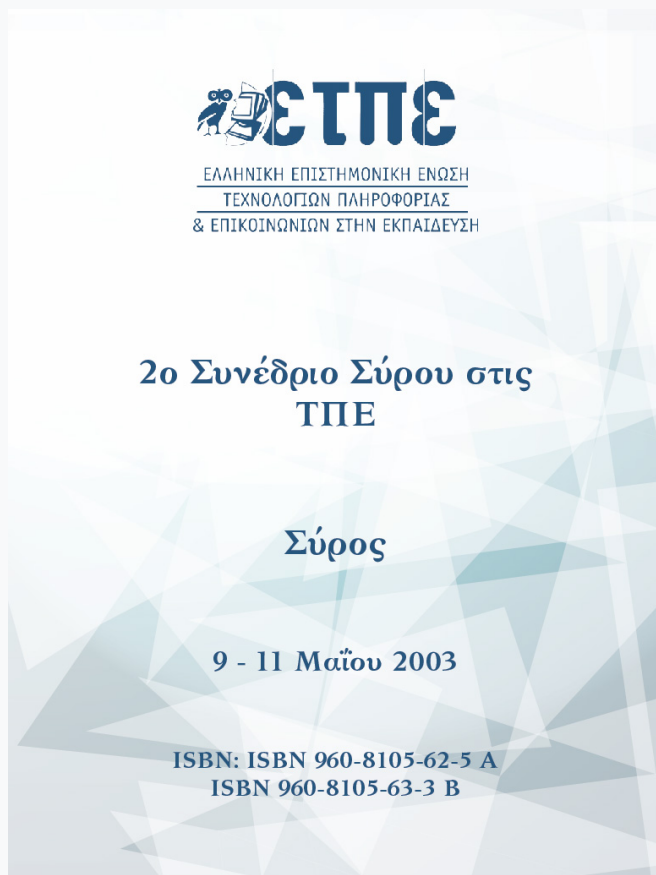 ετπε
ΕΛΛΗΝΙΚΗ ΕΠΙΣΤΗΜΟΝΙΚΗ ΕΝΩΣΗ
ΤΕΧΝΟΛΟΓΙΩΝ ΠΛΗΡΟΦΟΡΙΑΣ
& ΕΠΙΚΟΙΝΩΝΙΩΝ ΣΤΗΝ ΕΚΠΑΙΔΕΥΣΗ
2ο Συνέδριο Σύρου στις
ΤΠΕ
Σύρος
9 - 11 Μαΐου 2003
ISBN: ISBN 960-8105-62-5 Α
ISBN 960-8105-63-3 Β